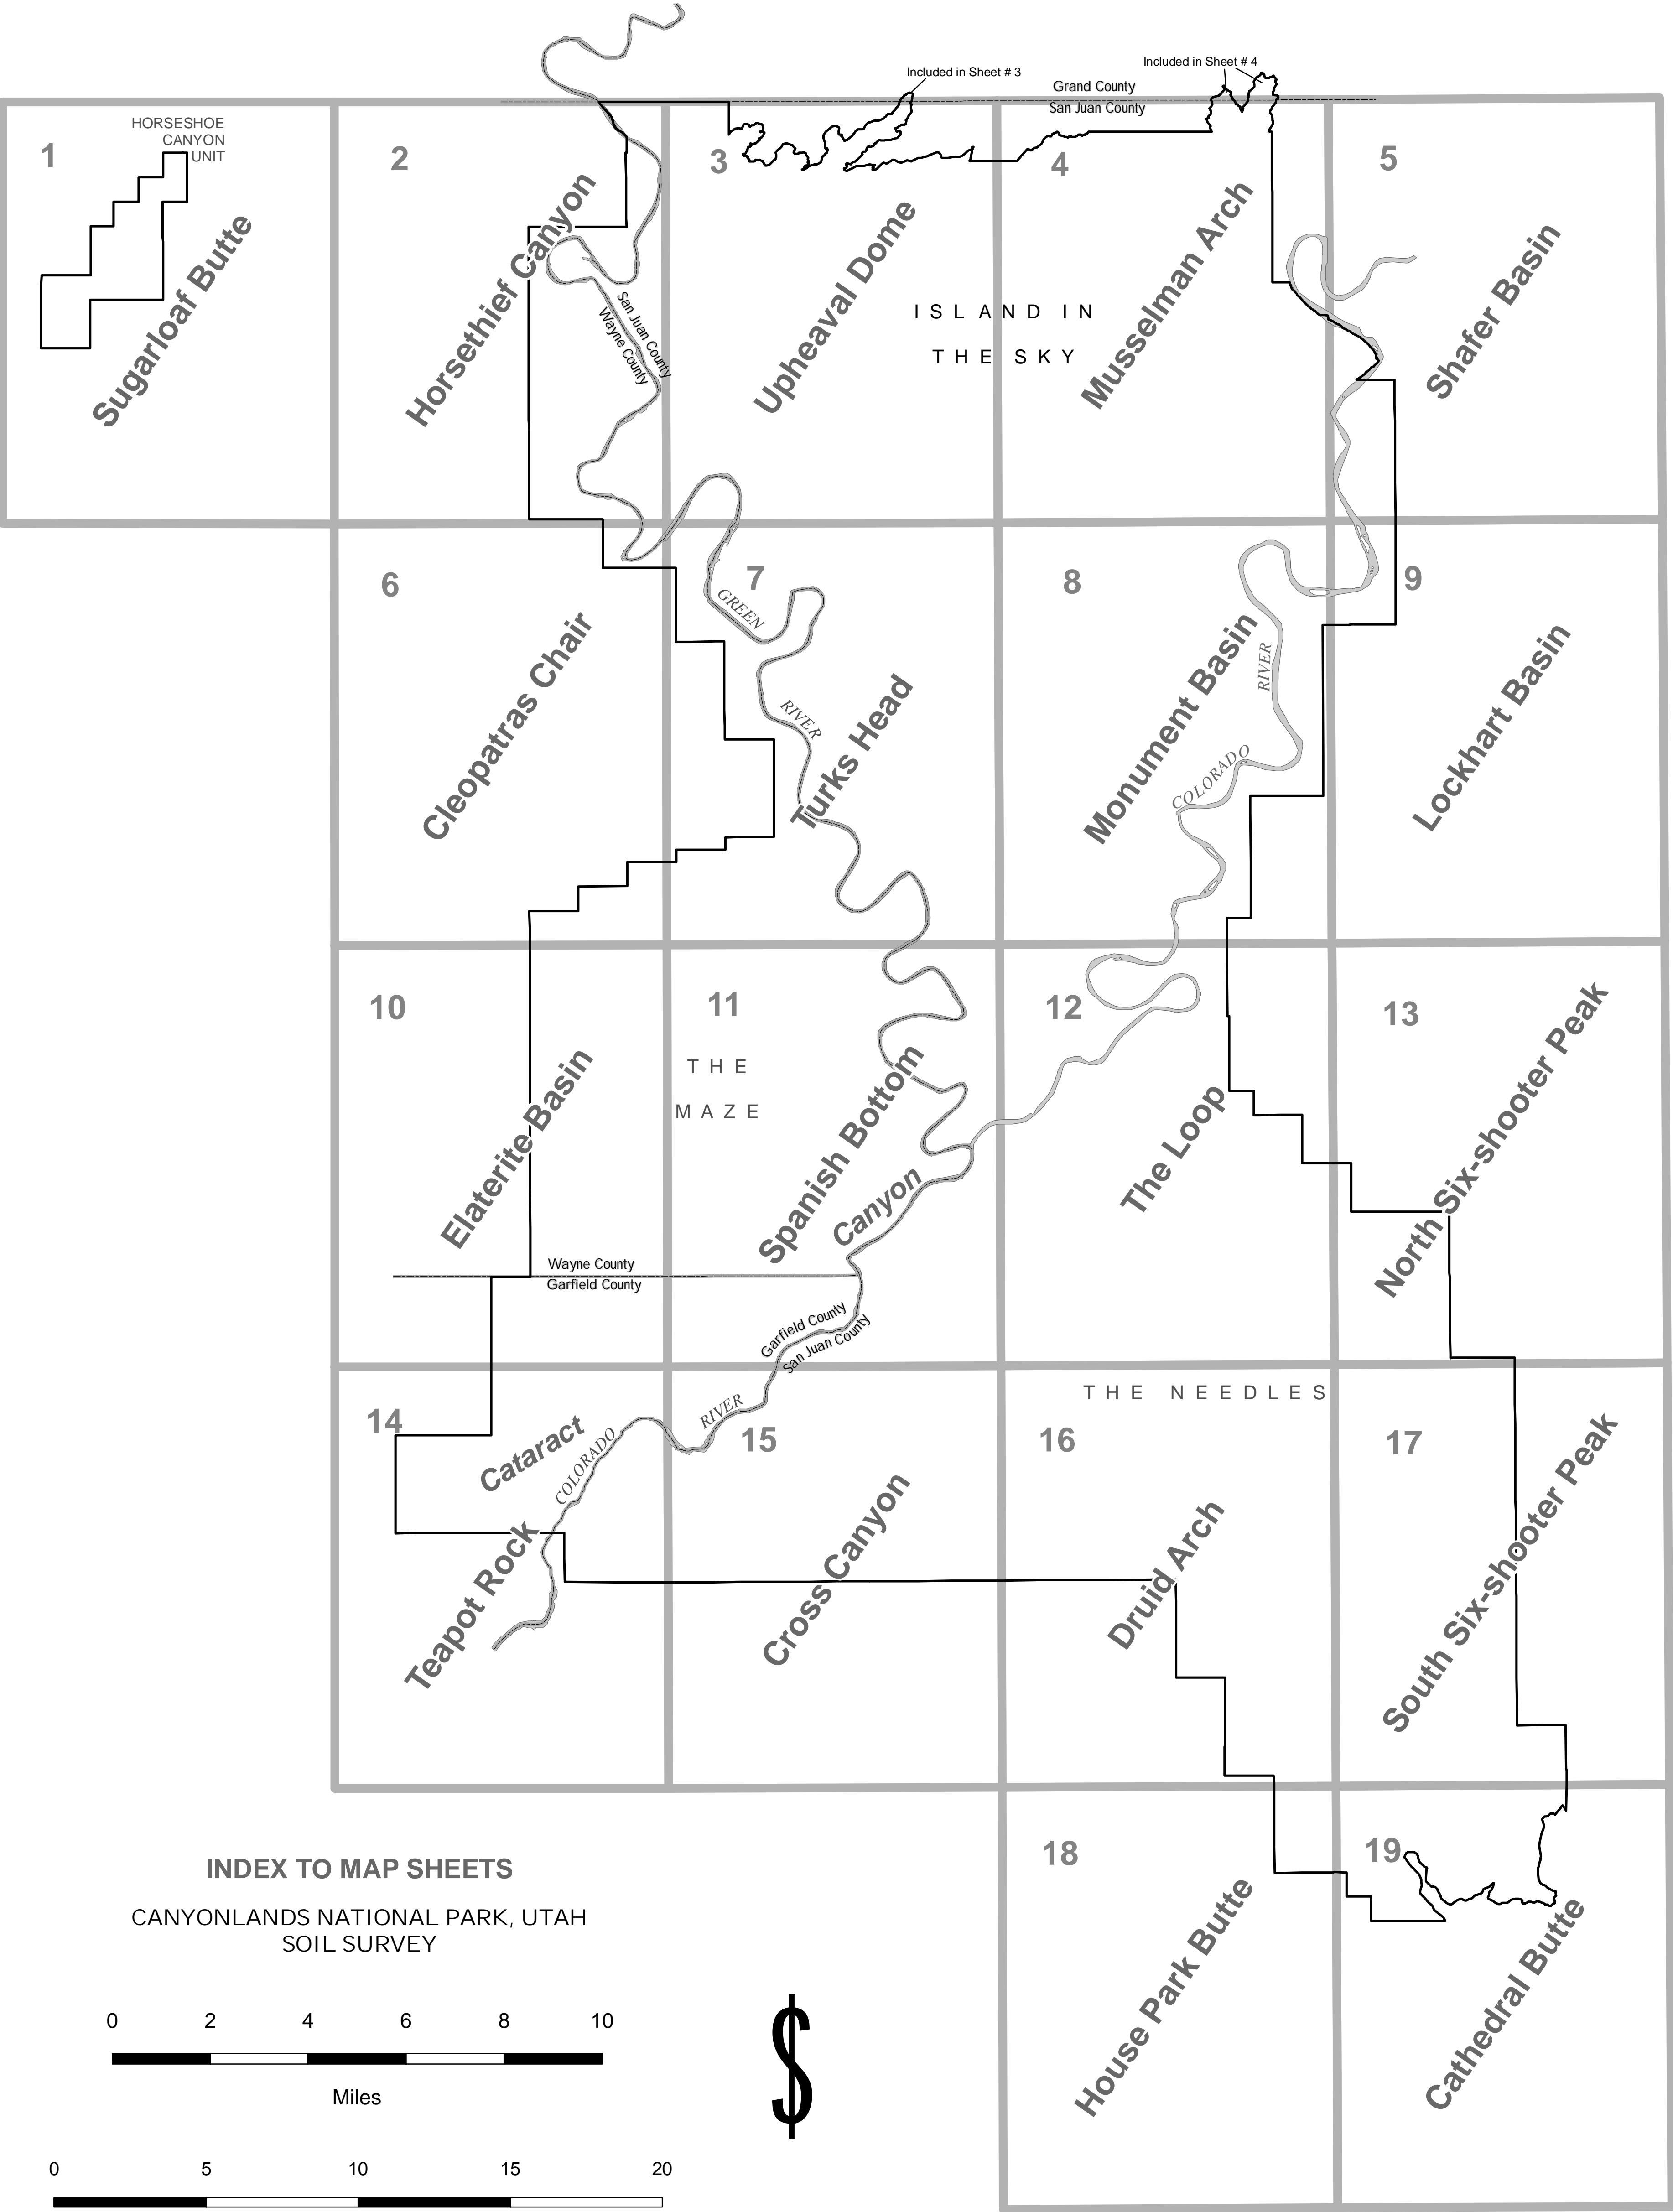 Included in Sheet # 3
Included in Sheet # 4
Grand County
San Juan County
HORSESHOE
CANYON
UNIT
1
2
3
4
5
Sugarloaf Butte
Horsethief Canyon
Upheaval Dome
Musselman Arch
Shafer Basin
ISLAND IN
THE SKY
San Juan County
Wayne County
6
7
8
9
GREEN
RIVER
RIVER
COLORADO
Cleopatras Chair
Turks Head
Monument Basin
Lockhart Basin
10
11
12
13
THE
MAZE
Elaterite Basin
Spanish Bottom
The Loop
North Six-shooter Peak
Canyon
Wayne County
Garfield County
Garfield County
San Juan County
THE NEEDLES
14
15
16
17
Cataract
COLORADO
RIVER
Teapot Rock
Cross Canyon
Druid Arch
South Six-shooter Peak
18
19
House Park Butte
Cathedral Butte
INDEX TO MAP SHEETS
CANYONLANDS NATIONAL PARK, UTAH
SOIL SURVEY
0 2 4 6 8 10
Miles
$
0 5 10 15 20